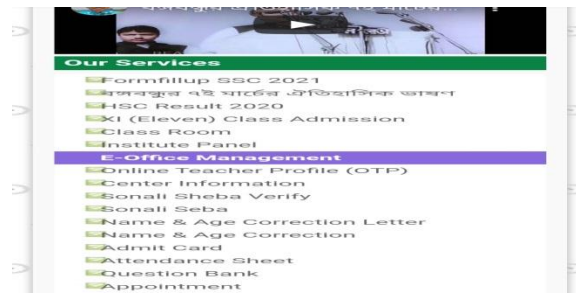 Our Services
Formfillup SSC 2021
বঙ্গবন্ধুর ৭ই মার্চের ঐতিহাসিক ভাষণ
HSC Result 2020
XI (Eleven) Class Admission
Class Room
Institute Panel
E-Office Management
Online Teacher Profile (OTP)
Center Information
Sonali Sheba Verify
Sonali Seba
Name & Age Correction Letter
Name & Age Correction
Admit Card
Attendance Sheet
Question Bank
Appointment